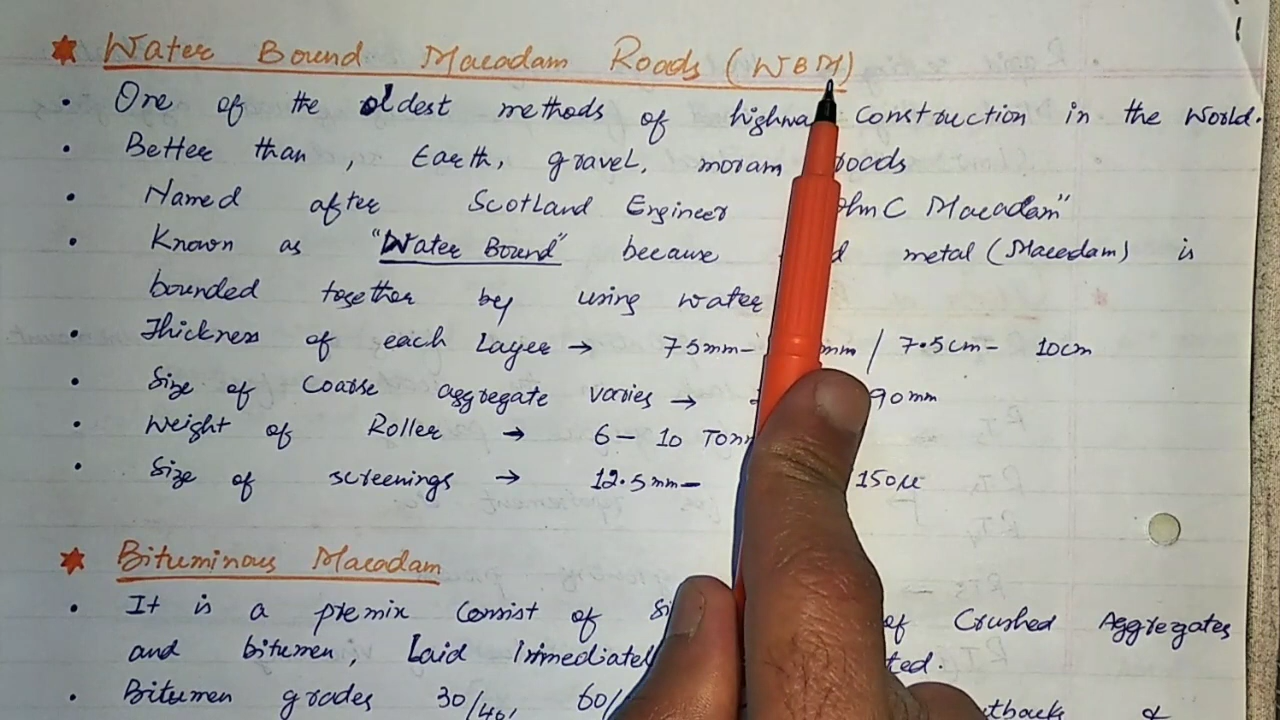 Water Bound Macadam Roads (WBM)
• One of the oldest methods of highwa construction in the World.
• Better than, Earth, gravel, moram roads
• Named after Scotland Engineer ohn C Macadam"
• Known as "Water Bound" because metal (Macadam) is
bounded together by using water
• Thickness of each Layer → 75mm- mm / 7.5cm- 10cm
• Size of Coarse aggregate varies → 90mm
• Weight of Roller → 6 - 10 Tonn
• Size of screenings → 12.5mm- 150μ
Bituminous Macadam
• It is a premix consist of of Crushed Aggregates
and bitumen, Laid Immediatel ted.
• Bitumen grades 30/40, 60/ utbacks &